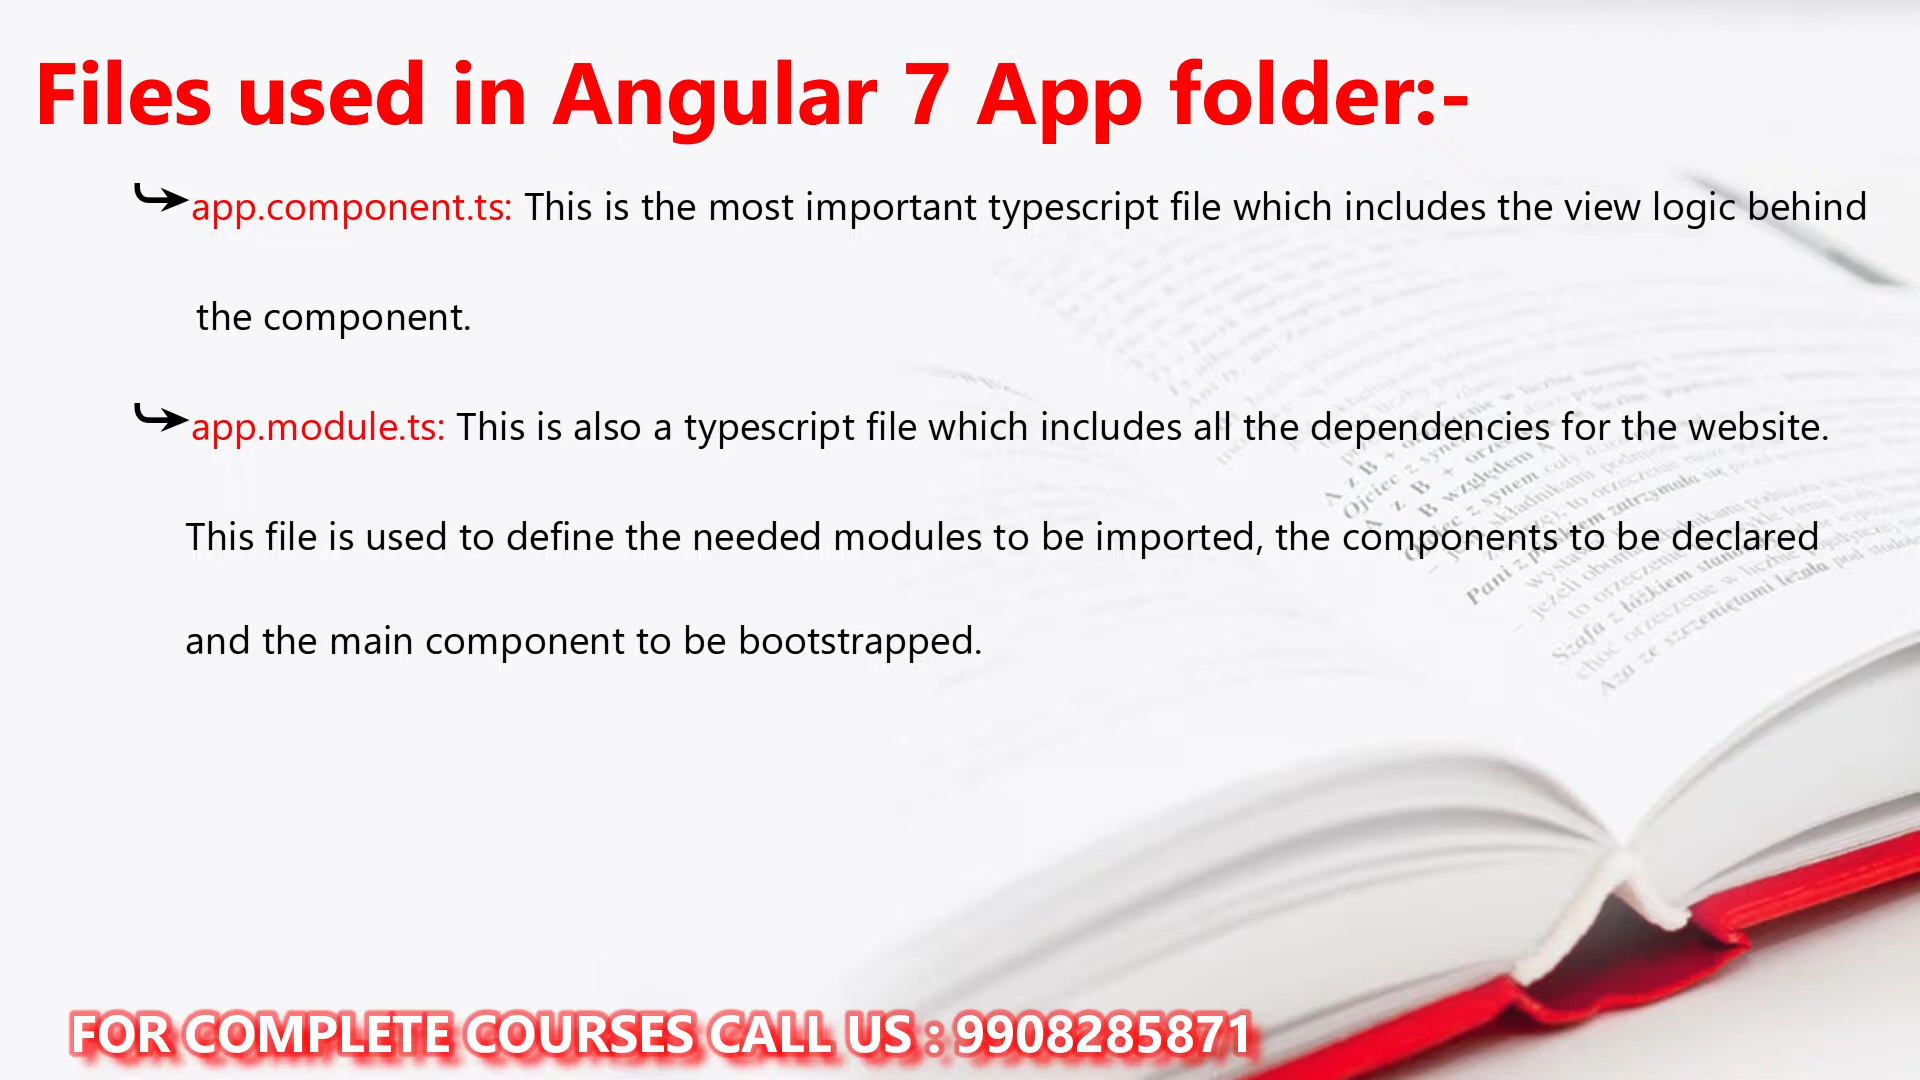 Files used in Angular 7 App folder:-
app.component.ts: This is the most important typescript file which includes the view logic behind
the component.
app.module.ts: This is also a typescript file which includes all the dependencies for the website.
This file is used to define the needed modules to be imported, the components to be declared
and the main component to be bootstrapped.
FOR COMPLETE COURSES CALL US : 9908285871